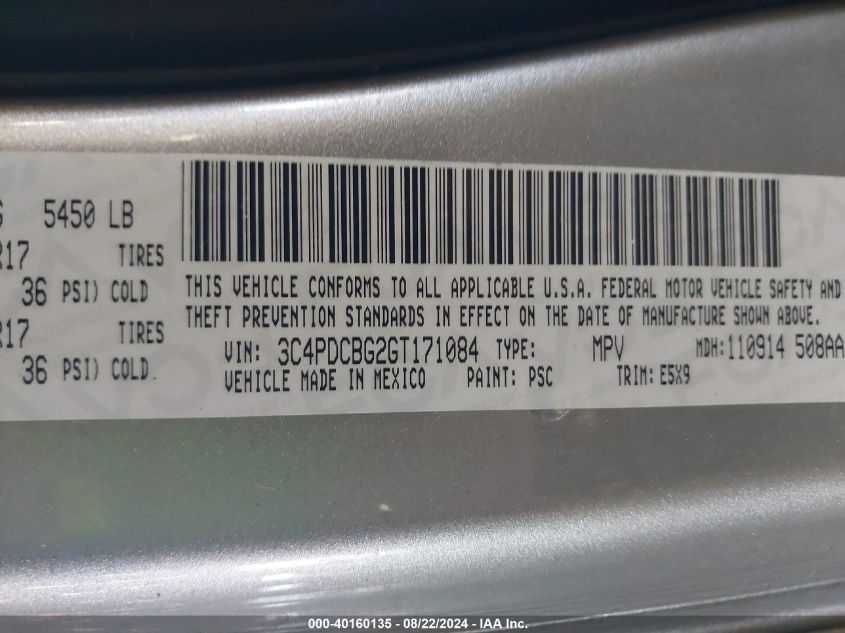 5450 LB
R17 TIRES
36 PSI) COLD
R17 TIRES
36 PSI) COLD
THIS VEHICLE CONFORMS TO ALL APPLICABLE U.S.A. FEDERAL MOTOR VEHICLE SAFETY AND
THEFT PREVENTION STANDARDS IN EFFECT ON THE DATE OF MANUFACTURE SHOWN ABOVE.
VIN: 3C4PDCBG2GT171084 TYPE: MPV MDH:110914 508AA
VEHICLE MADE IN MEXICO PAINT: PSC TRIM: E5X9
000-40160135 - 08/22/2024 - IAA Inc.